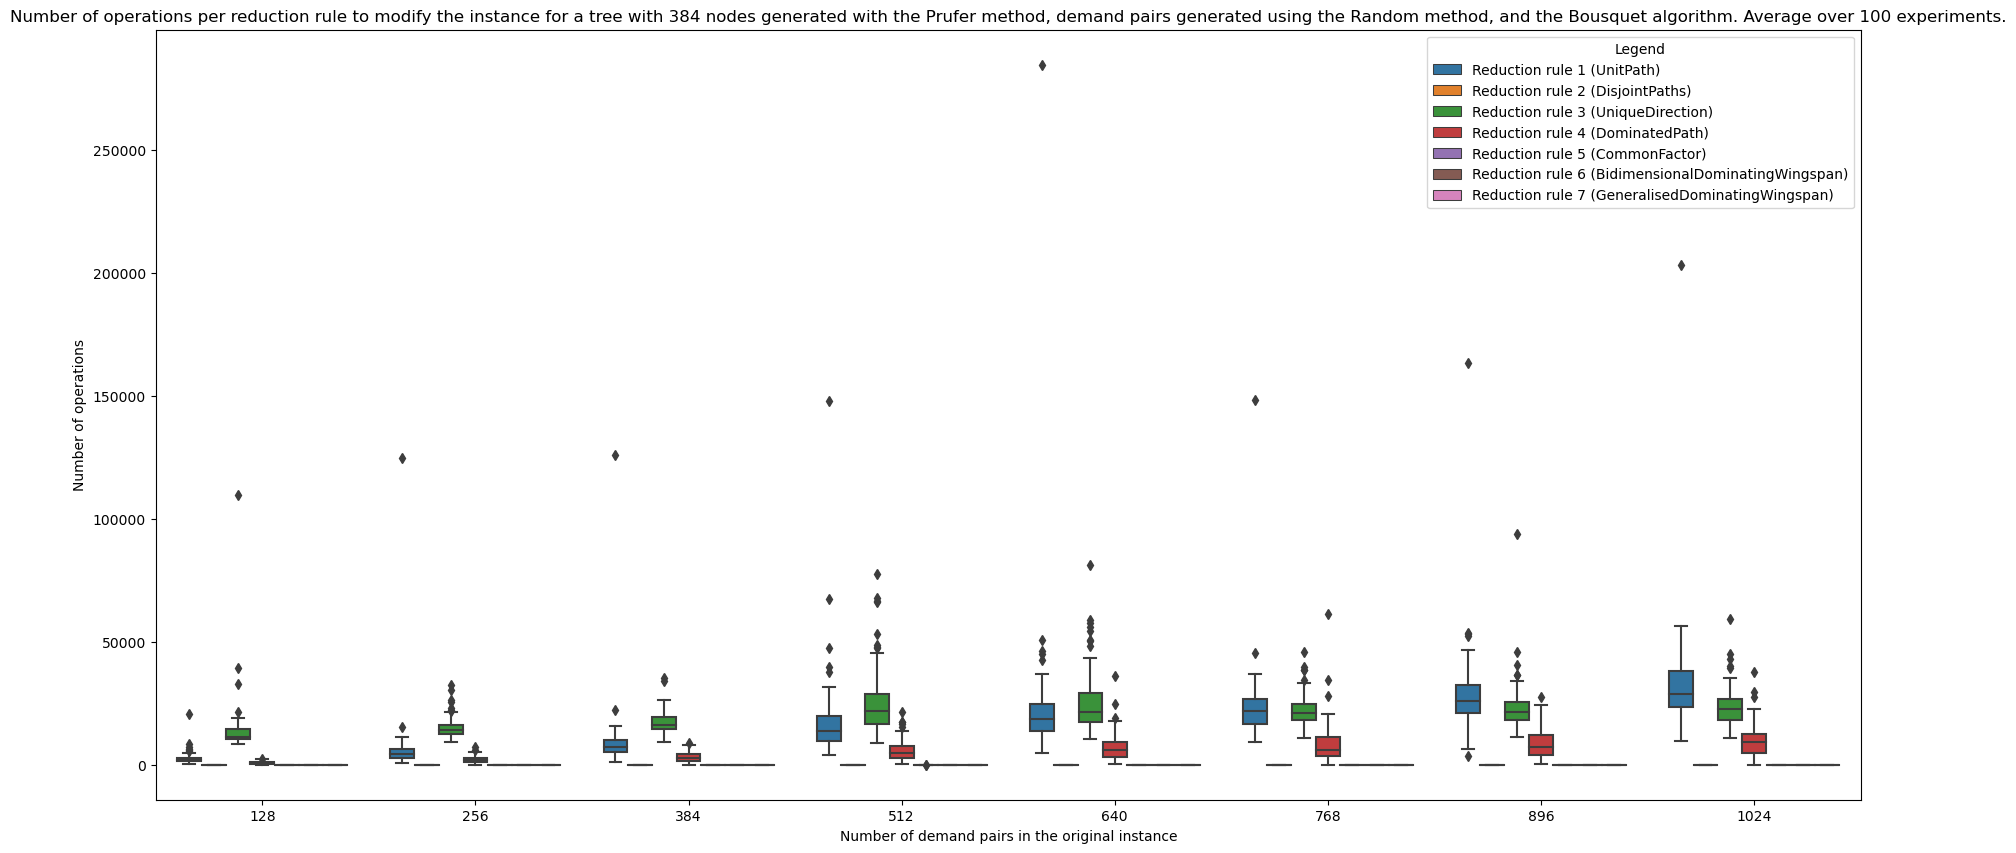 Number of operations per reduction rule to modify the instance for a tree with 384 nodes generated with the Prufer method, demand pairs generated using the Random method, and the Bousquet algorithm. Average over 100 experiments.
Legend
Reduction rule 1 (UnitPath)
Reduction rule 2 (DisjointPaths)
Reduction rule 3 (UniqueDirection)
Reduction rule 4 (DominatedPath)
Reduction rule 5 (CommonFactor)
Reduction rule 6 (BidimensionalDominatingWingspan)
Reduction rule 7 (GeneralisedDominatingWingspan)
Number of operations
250000
200000
150000
100000
50000
0
128 256 384 512 640 768 896 1024
Number of demand pairs in the original instance